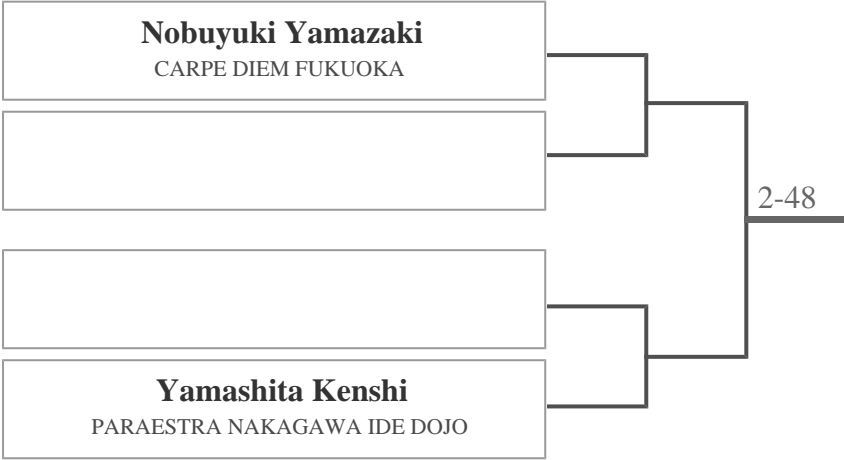 Nobuyuki Yamazaki
CARPE DIEM FUKUOKA
2-48
Yamashita Kenshi
PARAESTRA NAKAGAWA IDE DOJO